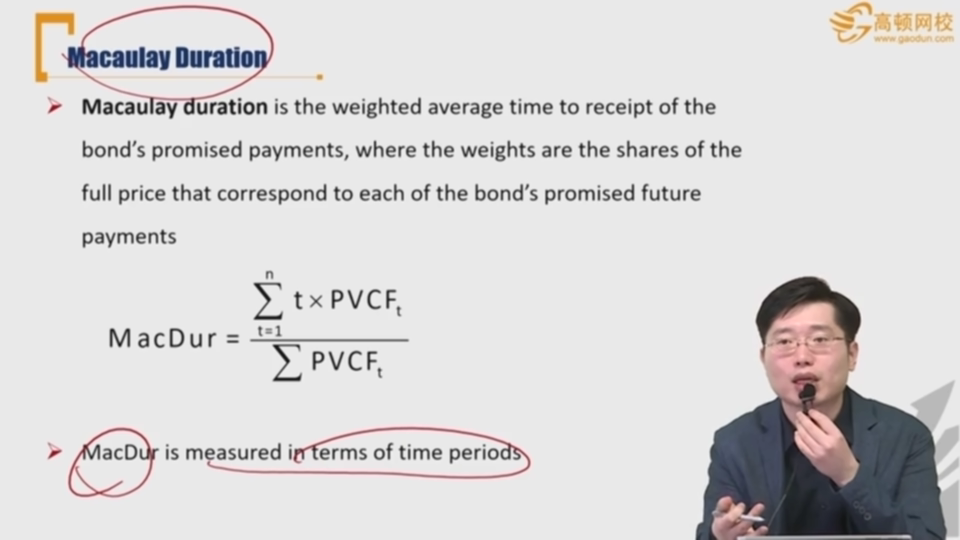 高顿网校
www.gaodun.com
Macaulay Duration
➤ Macaulay duration is the weighted average time to receipt of the
bond's promised payments, where the weights are the shares of the
full price that correspond to each of the bond's promised future
payments
MacDur = \frac{\sum_{t=1}^{n} t × PVCF_t}{\sum PVCF_t}
➤ MacDur is measured in terms of time periods